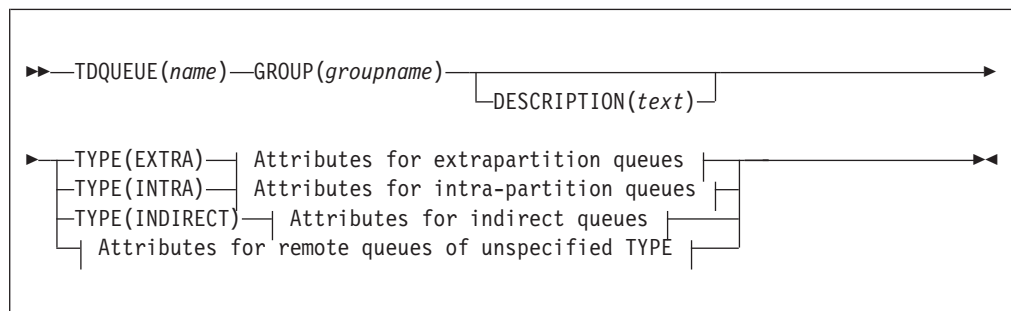 TDQUEUE(name) GROUP(groupname)
DESCRIPTION(text)
TYPE(EXTRA) Attributes for extrapartition queues
TYPE(INTRA) Attributes for intra-partition queues
TYPE(INDIRECT) Attributes for indirect queues
Attributes for remote queues of unspecified TYPE